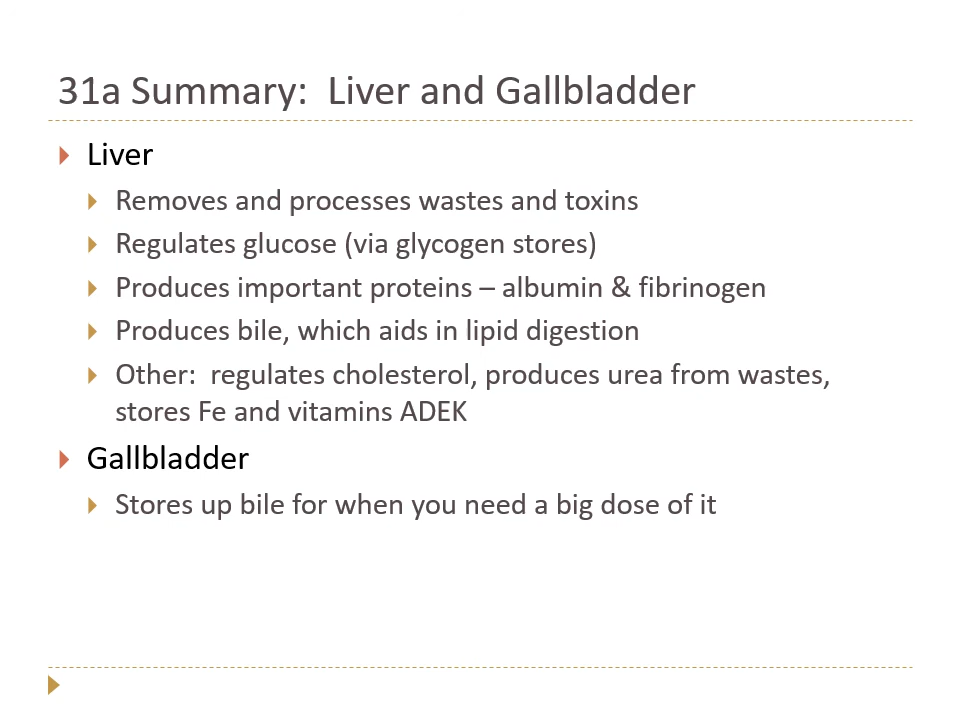 31a Summary:  Liver and Gallbladder
Liver
Removes and processes wastes and toxins
Regulates glucose (via glycogen stores)
Produces important proteins – albumin & fibrinogen
Produces bile, which aids in lipid digestion
Other:  regulates cholesterol, produces urea from wastes,
stores Fe and vitamins ADEK
Gallbladder
Stores up bile for when you need a big dose of it